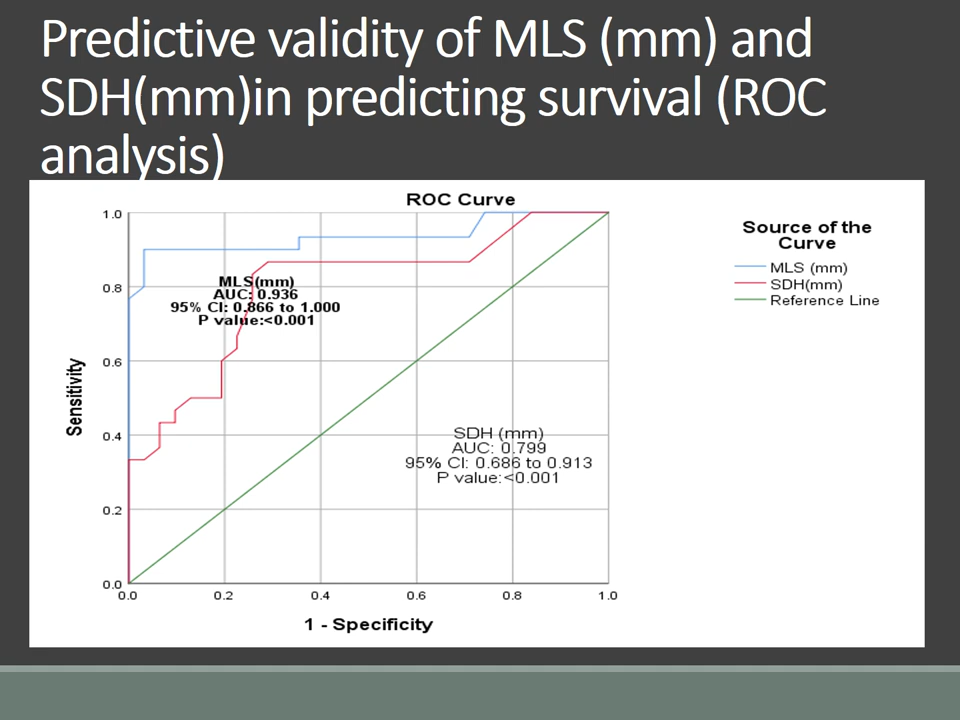 Predictive validity of MLS (mm) and
SDH(mm)in predicting survival (ROC
analysis)
ROC Curve
1.0
0.8
0.6
0.4
0.2
0.0
Sensitivity
MLS(mm)
AUC: 0.936
95% CI: 0.866 to 1.000
P value:<0.001
SDH (mm)
AUC: 0.799
95% CI: 0.686 to 0.913
P value:<0.001
0.0 0.2 0.4 0.6 0.8 1.0
1 - Specificity
Source of the
Curve
MLS (mm)
SDH(mm)
Reference Line